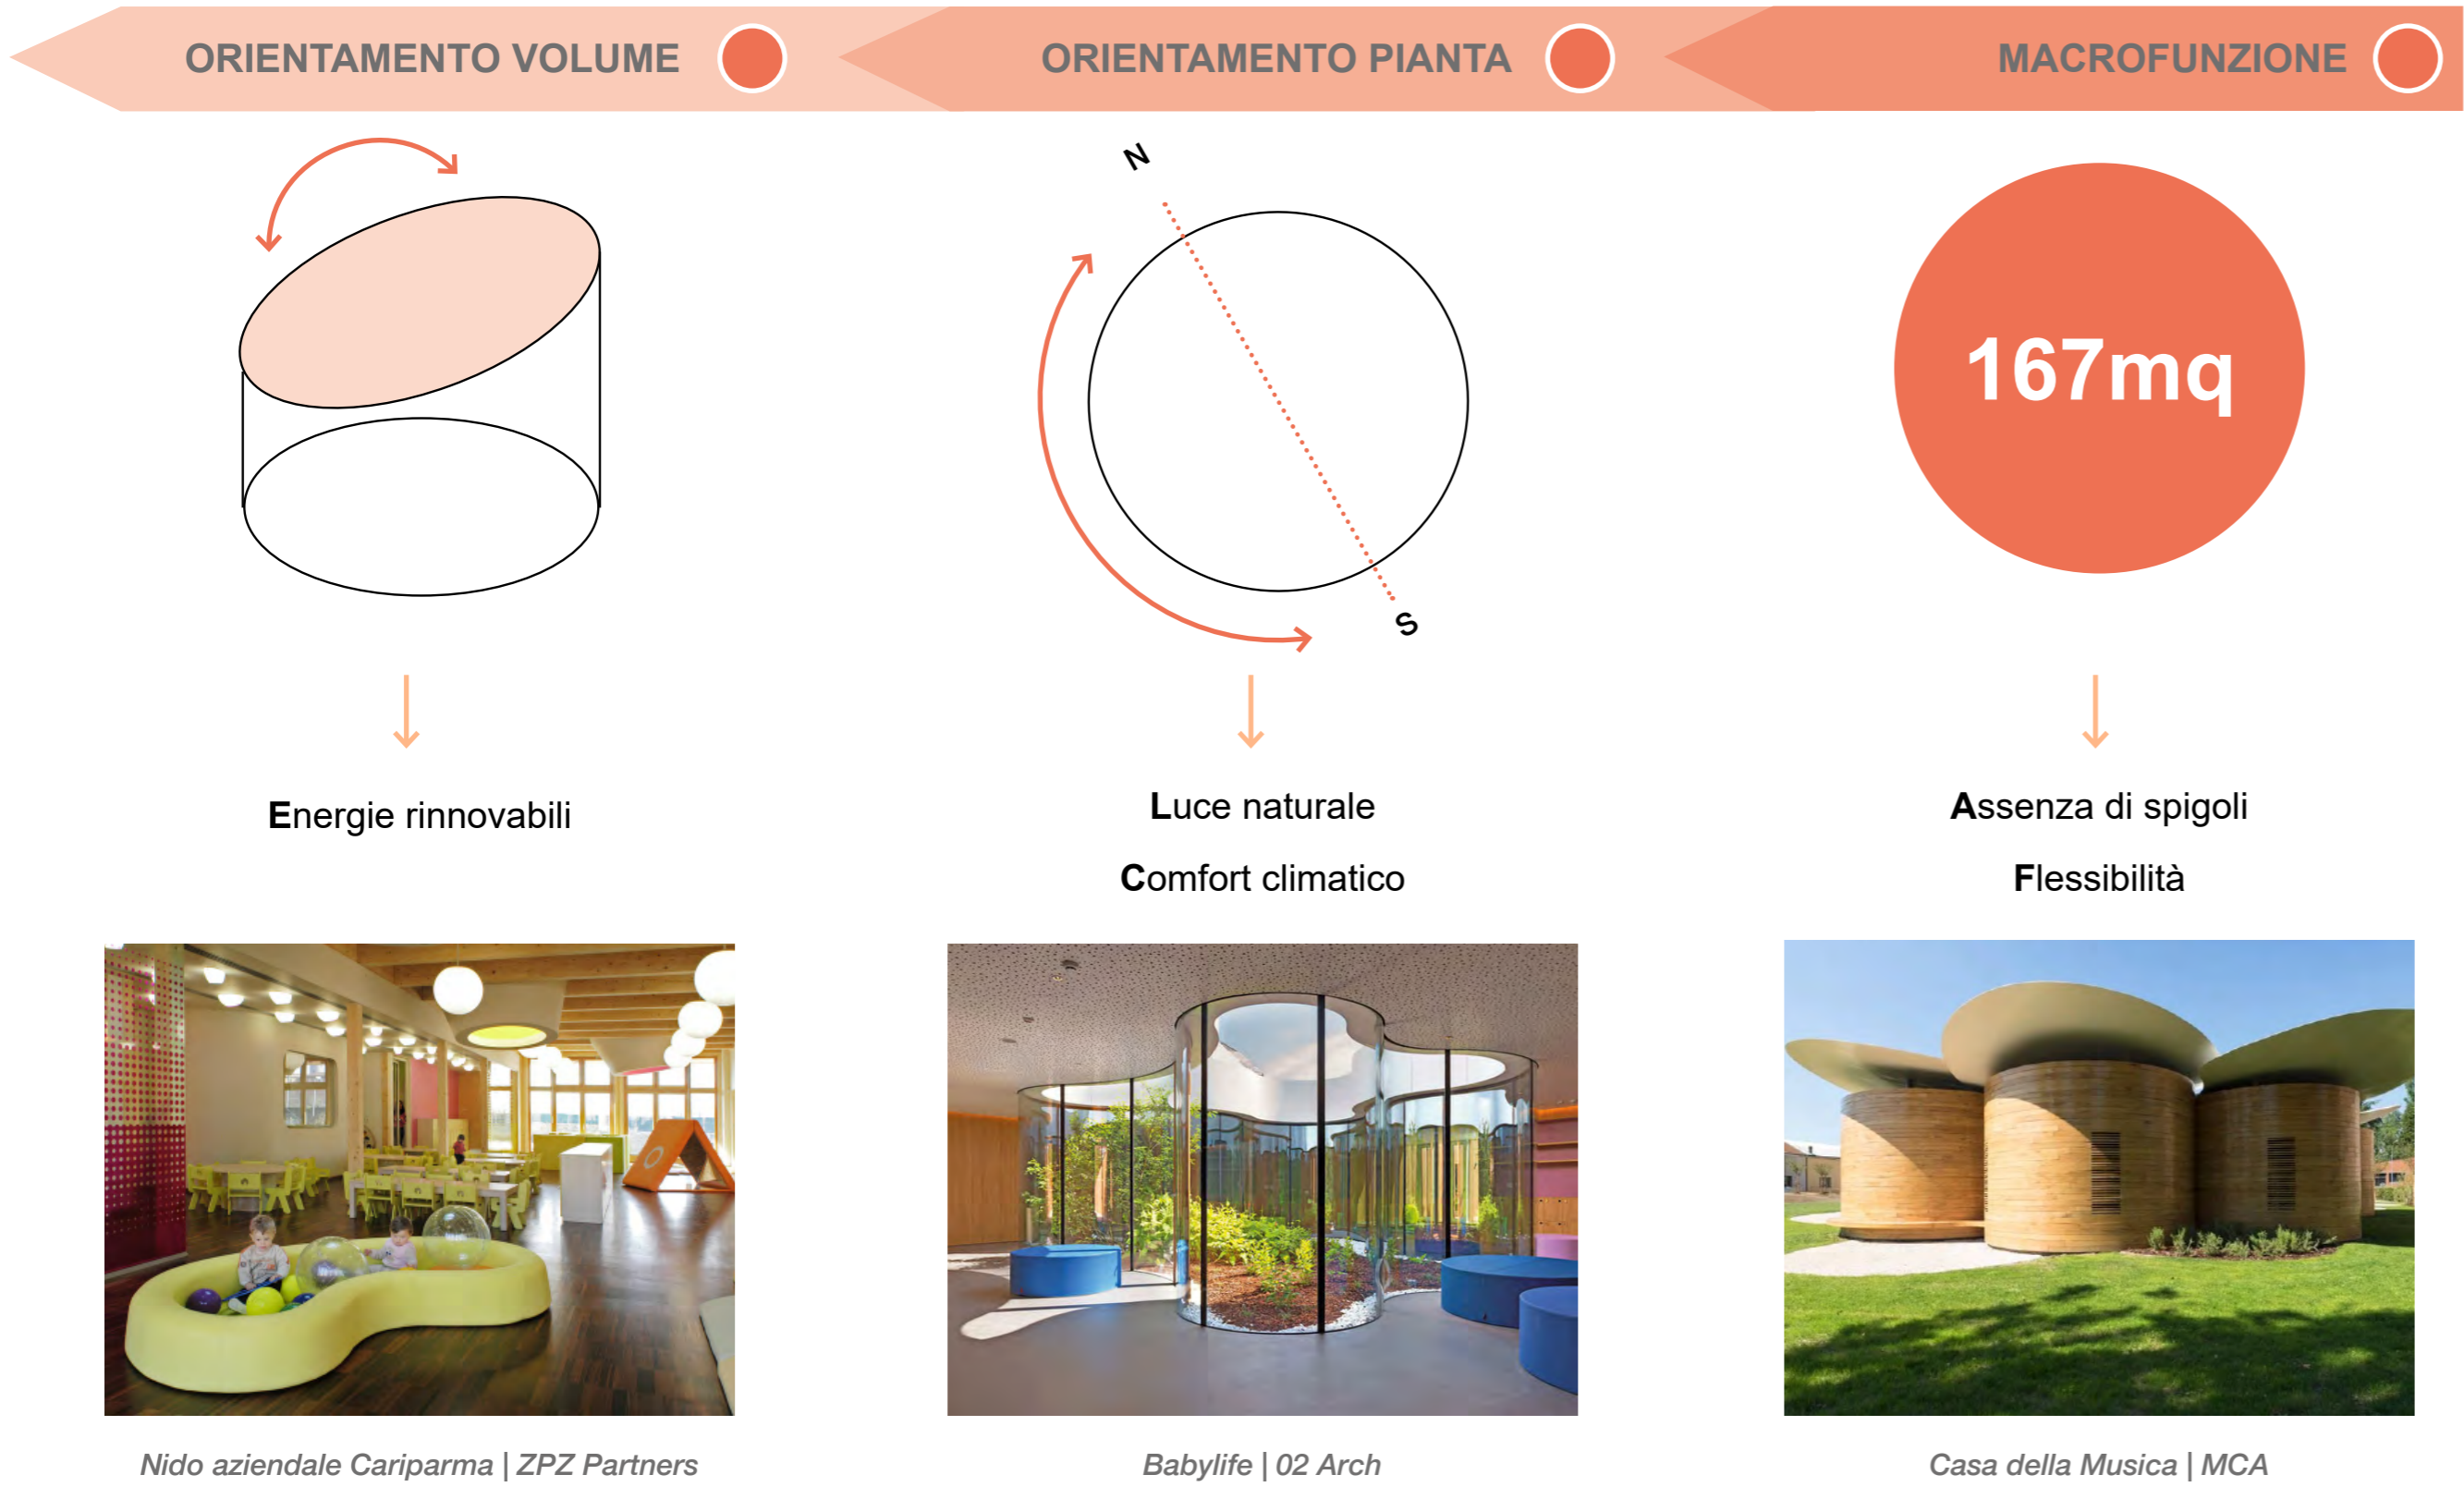 ORIENTAMENTO VOLUME
ORIENTAMENTO PIANTA
MACROFUNZIONE
N
S
167mq
Energie rinnovabili
Luce naturale
Comfort climatico
Assenza di spigoli
Flessibilità
Nido aziendale Cariparma | ZPZ Partners
Babylife | 02 Arch
Casa della Musica | MCA